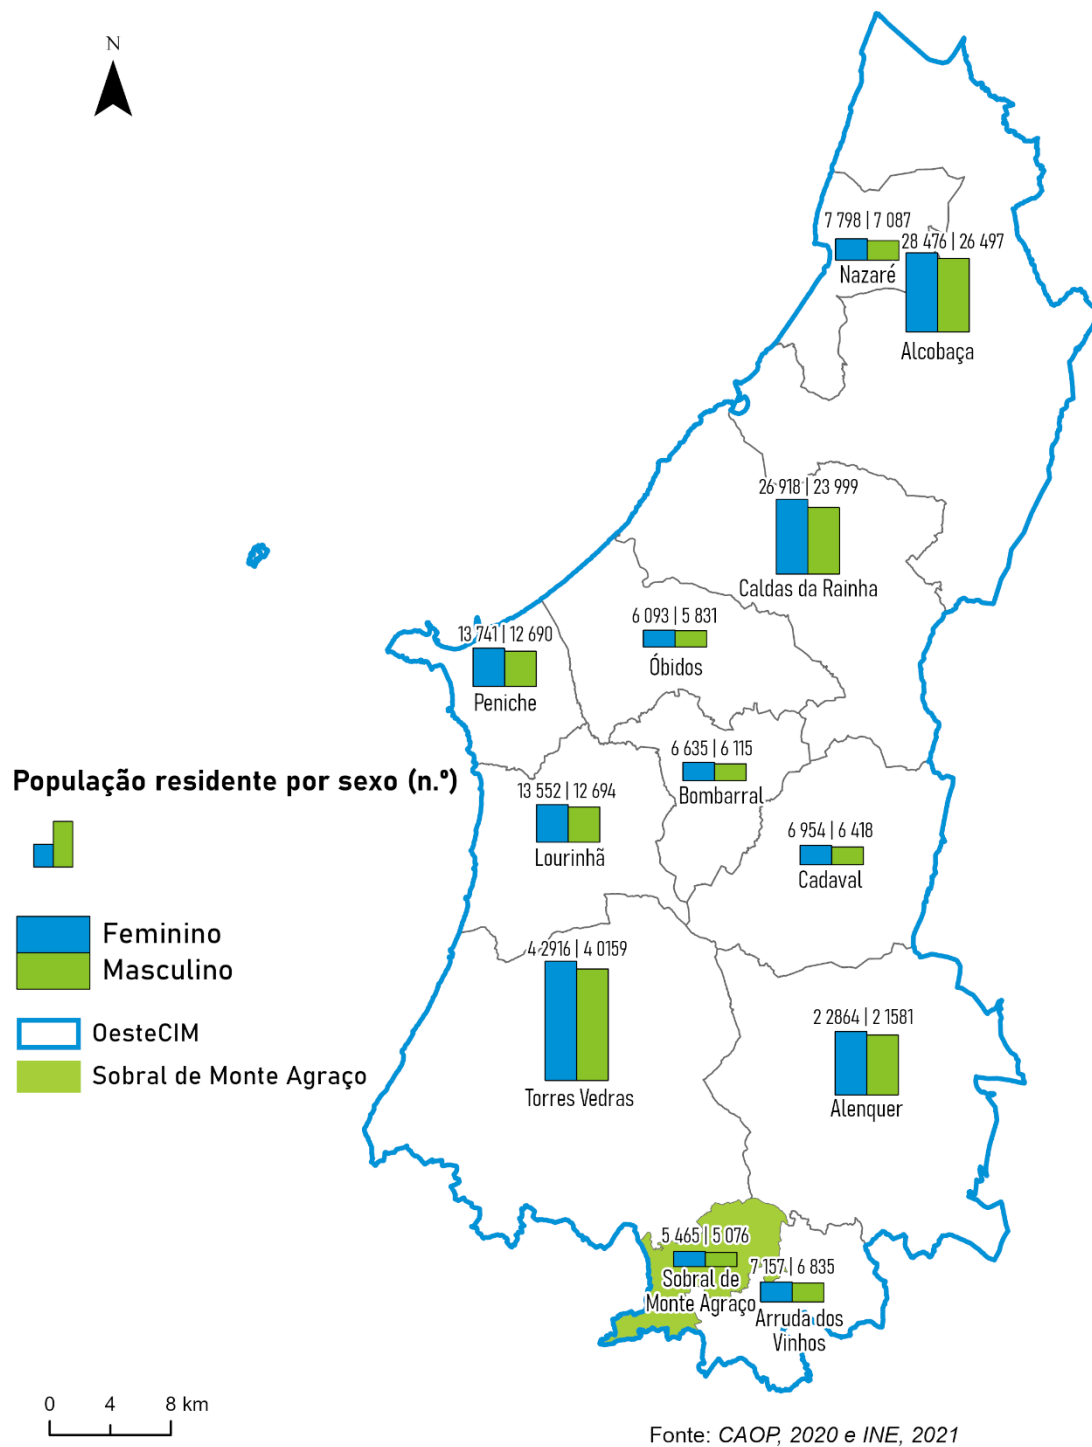 N
7 798 | 7 087
Nazaré
28 476 | 26 497
Alcobaça
26 918 | 23 999
Caldas da Rainha
6 093 | 5 831
Óbidos
13 741 | 12 690
Peniche
6 635 | 6 115
Bombarral
13 552 | 12 694
Lourinhã
6 954 | 6 418
Cadaval
4 2916 | 4 0159
Torres Vedras
2 2864 | 2 1581
Alenquer
5 465 | 5 076
Sobral de
Monte Agraço
7 157 | 6 835
Arruda dos
Vinhos
População residente por sexo (n.º)
Feminino
Masculino
OesteCIM
Sobral de Monte Agraço
0 4 8 km
Fonte: CAOP, 2020 e INE, 2021